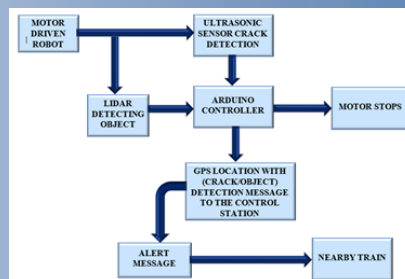 MOTOR
DRIVEN
ROBOT
ULTRASONIC
SENSOR CRACK
DETECTION
LIDAR
DETECTING
OBJECT
ARDUINO
CONTROLLER
MOTOR STOPS
GPS LOCATION WITH
(CRACK/OBJECT)
DETECTION MESSAGE
TO THE CONTROL
STATION
ALERT
MESSAGE
NEARBY TRAIN